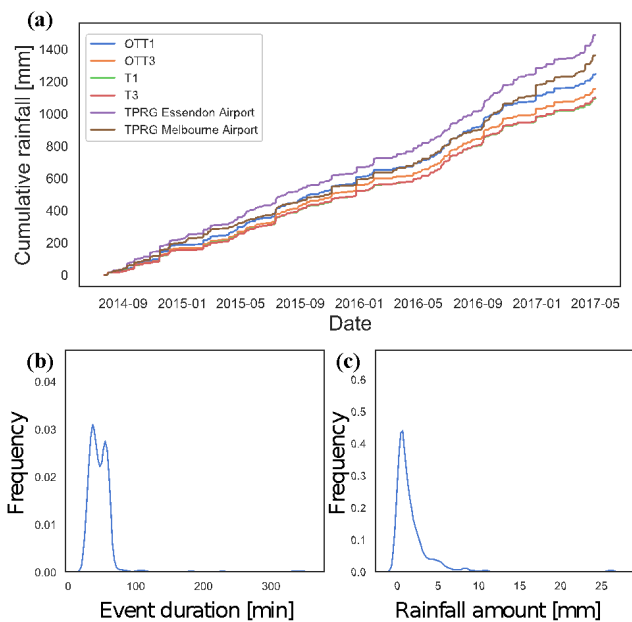 (a)
OTT1
OTT3
T1
T3
TPRG Essendon Airport
TPRG Melbourne Airport
Cumulative rainfall [mm]
1400
1200
1000
800
600
400
200
0
2014-09 2015-01 2015-05 2015-09 2016-01 2016-05 2016-09 2017-01 2017-05
Date
(b)
Frequency
0.04
0.03
0.02
0.01
0.00
0 100 200 300
Event duration [min]
(c)
Frequency
0.6
0.5
0.4
0.3
0.2
0.1
0.0
0 5 10 15 20 25
Rainfall amount [mm]